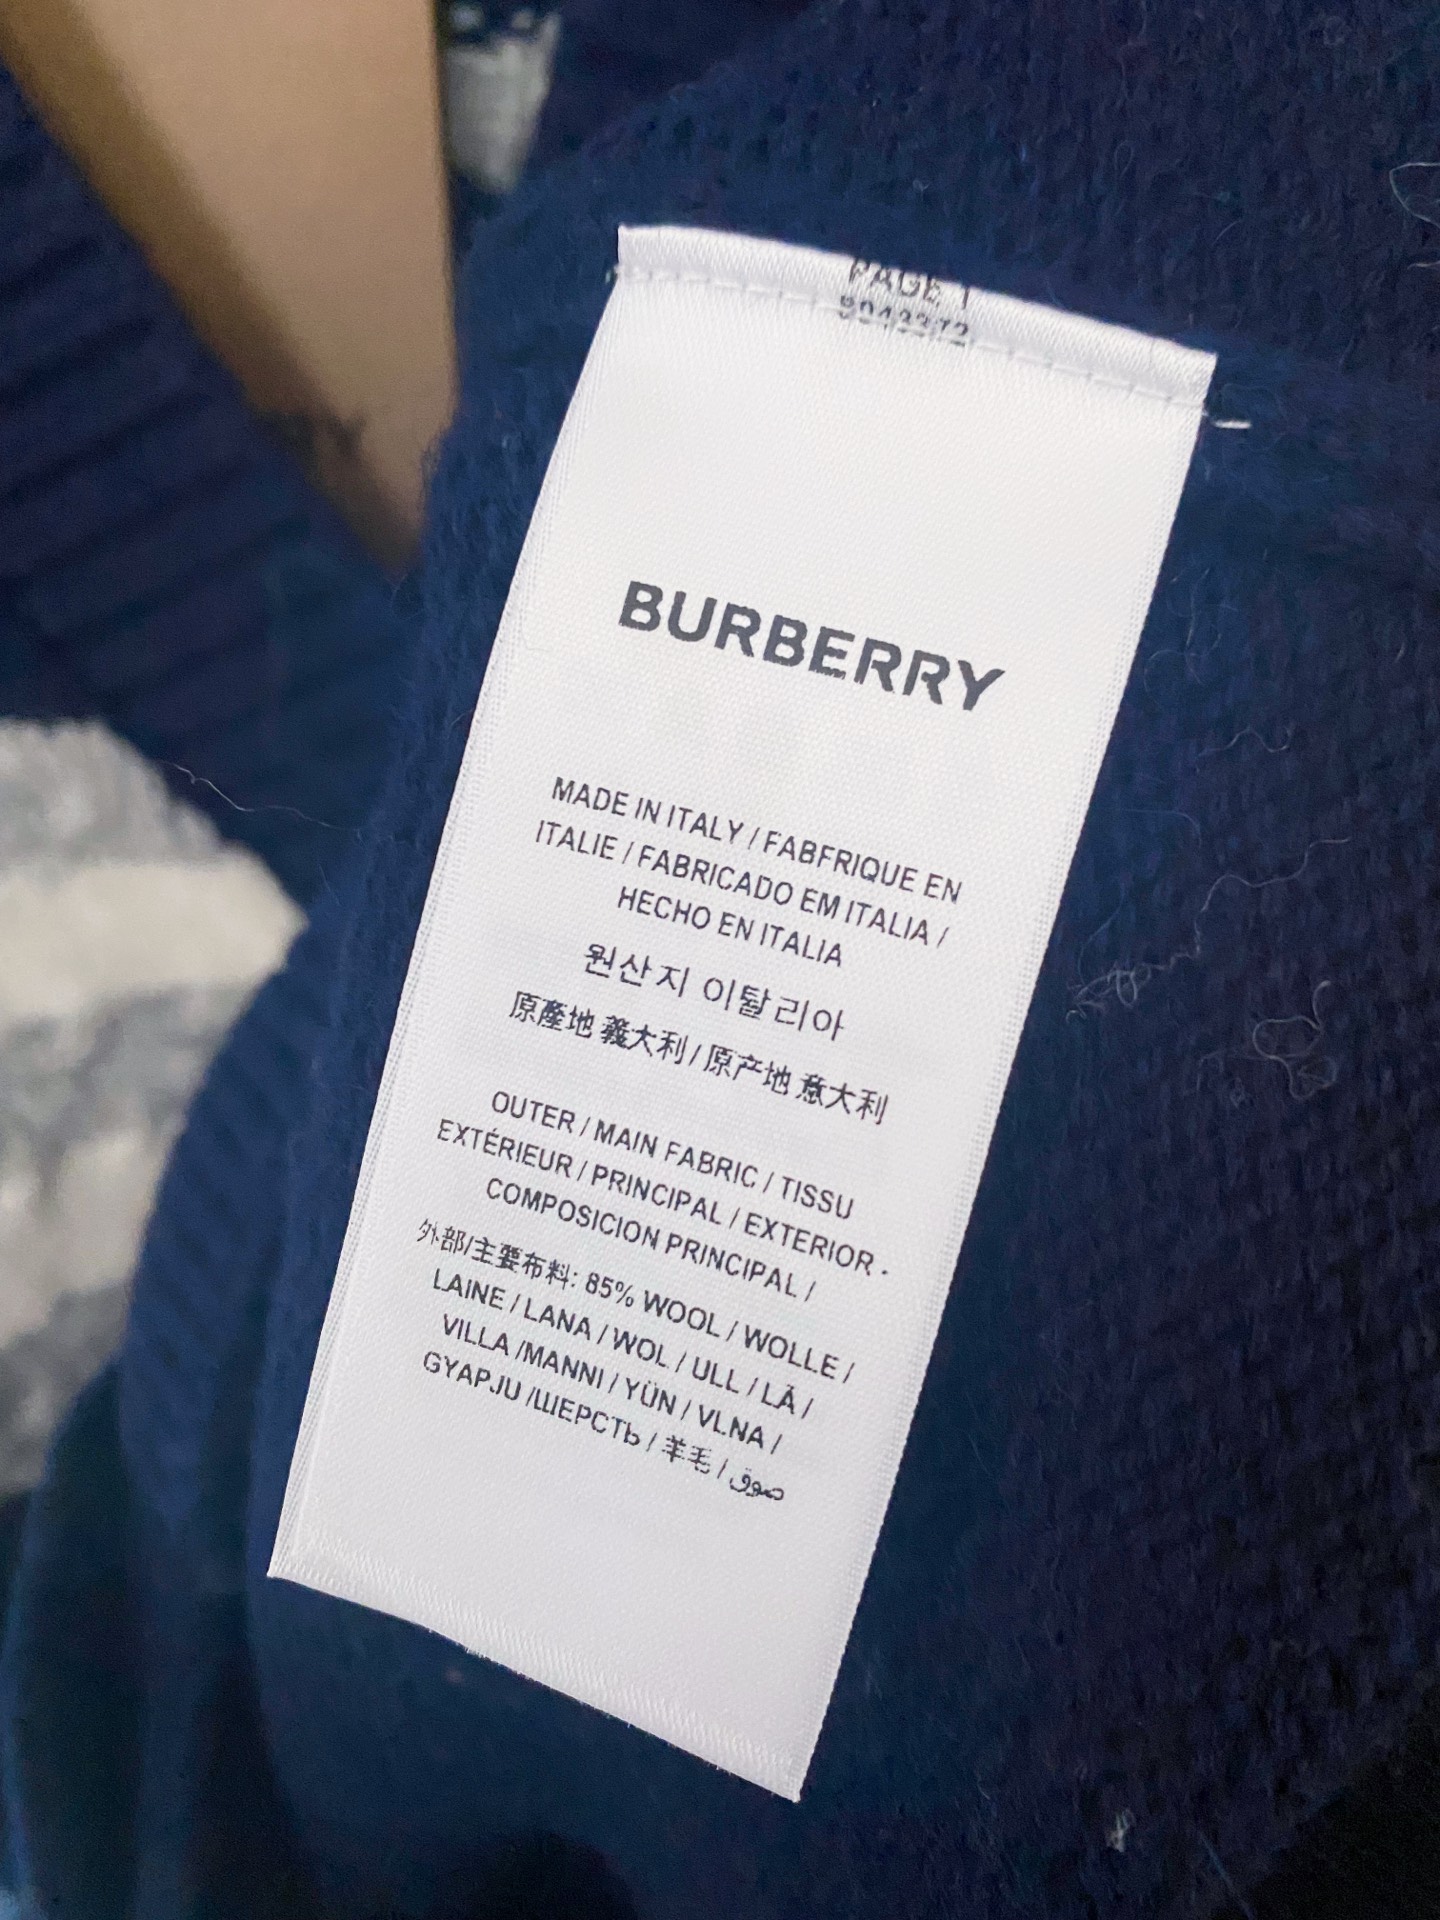 PAGE 1
8043372
BURBERRY
MADE IN ITALY / FABFRIQUE EN
ITALIE / FABRICADO EM ITALIA /
HECHO EN ITALIA
원산지 이탈리아
原產地 義大利 / 原产地 意大利
OUTER / MAIN FABRIC / TISSU
EXTÉRIEUR / PRINCIPAL / EXTERIOR -
COMPOSICION PRINCIPAL /
外部/主要布料: 85% WOOL / WOLLE /
LAINE / LANA / WOL / ULL / LÃ /
VILLA /MANNI / YÜN / VLNA /
GYAPJU /ШЕРСТЬ / 羊毛 / صوف